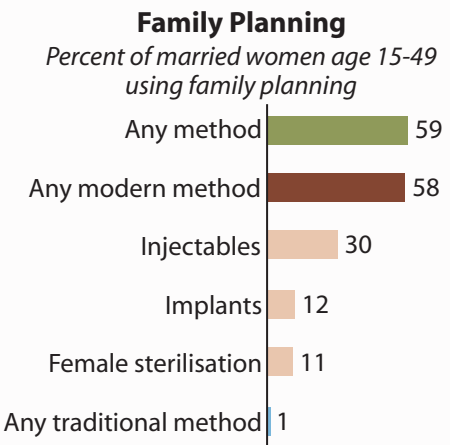 Family Planning
Percent of married women age 15-49
using family planning
Any method 59
Any modern method 58
Injectables 30
Implants 12
Female sterilisation 11
Any traditional method 1